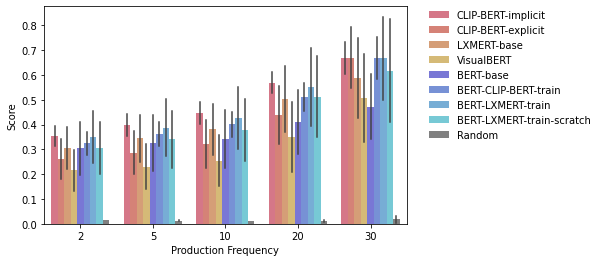 0.8
0.7
0.6
0.5
0.4
0.3
0.2
0.1
0.0
Score
2 5 10 20 30
Production Frequency
CLIP-BERT-implicit
CLIP-BERT-explicit
LXMERT-base
VisualBERT
BERT-base
BERT-CLIP-BERT-train
BERT-LXMERT-train
BERT-LXMERT-train-scratch
Random